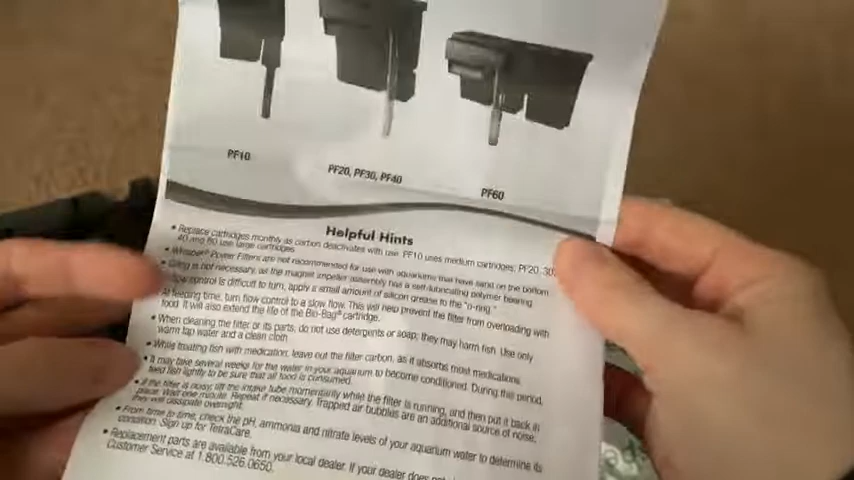 PF10
PF20, PF30, PF40
PF60
Helpful Hints
• Replace cartridges monthly as carbon deactivates with use. PF10 uses medium cartridges. PF20, 30,
40 and 60 use large cartridges.
• Whisper® Power Filters are not recommended for use with aquariums that have sand on the bottom.
• Oiling is not necessary, as the magnet impeller assembly has a self-lubricating polymer bearing.
flow control is difficult to turn, apply a small amount of silicon grease to the "o-ring."
• At feeding time, turn flow control to a slow flow. This will help prevent the filter from overloading with
food. It will also extend the life of the Bio-Bag® cartridge.
• When cleaning the filter or its parts, do not use detergents or soap; they may harm fish. Use only
warm tap water and a clean cloth.
• While treating fish with medication, leave out the filter carbon, as it absorbs most medications.
• It may take several weeks for the water in your aquarium to become conditioned. During this period,
feed fish lightly to be sure that all food is consumed.
• If the filter is noisy, lift the intake tube momentarily while the filter is running, and then put it back in
place. Wait one minute. Repeat if necessary. Trapped air bubbles are an additional source of noise;
they will dissipate overnight.
• From time to time, check the pH, ammonia and nitrate levels of your aquarium water to determine its
condition. Sign up for TetraCare.
• Replacement parts are available from your local dealer. If your dealer does not
Customer Service at 1.800.526.0650.